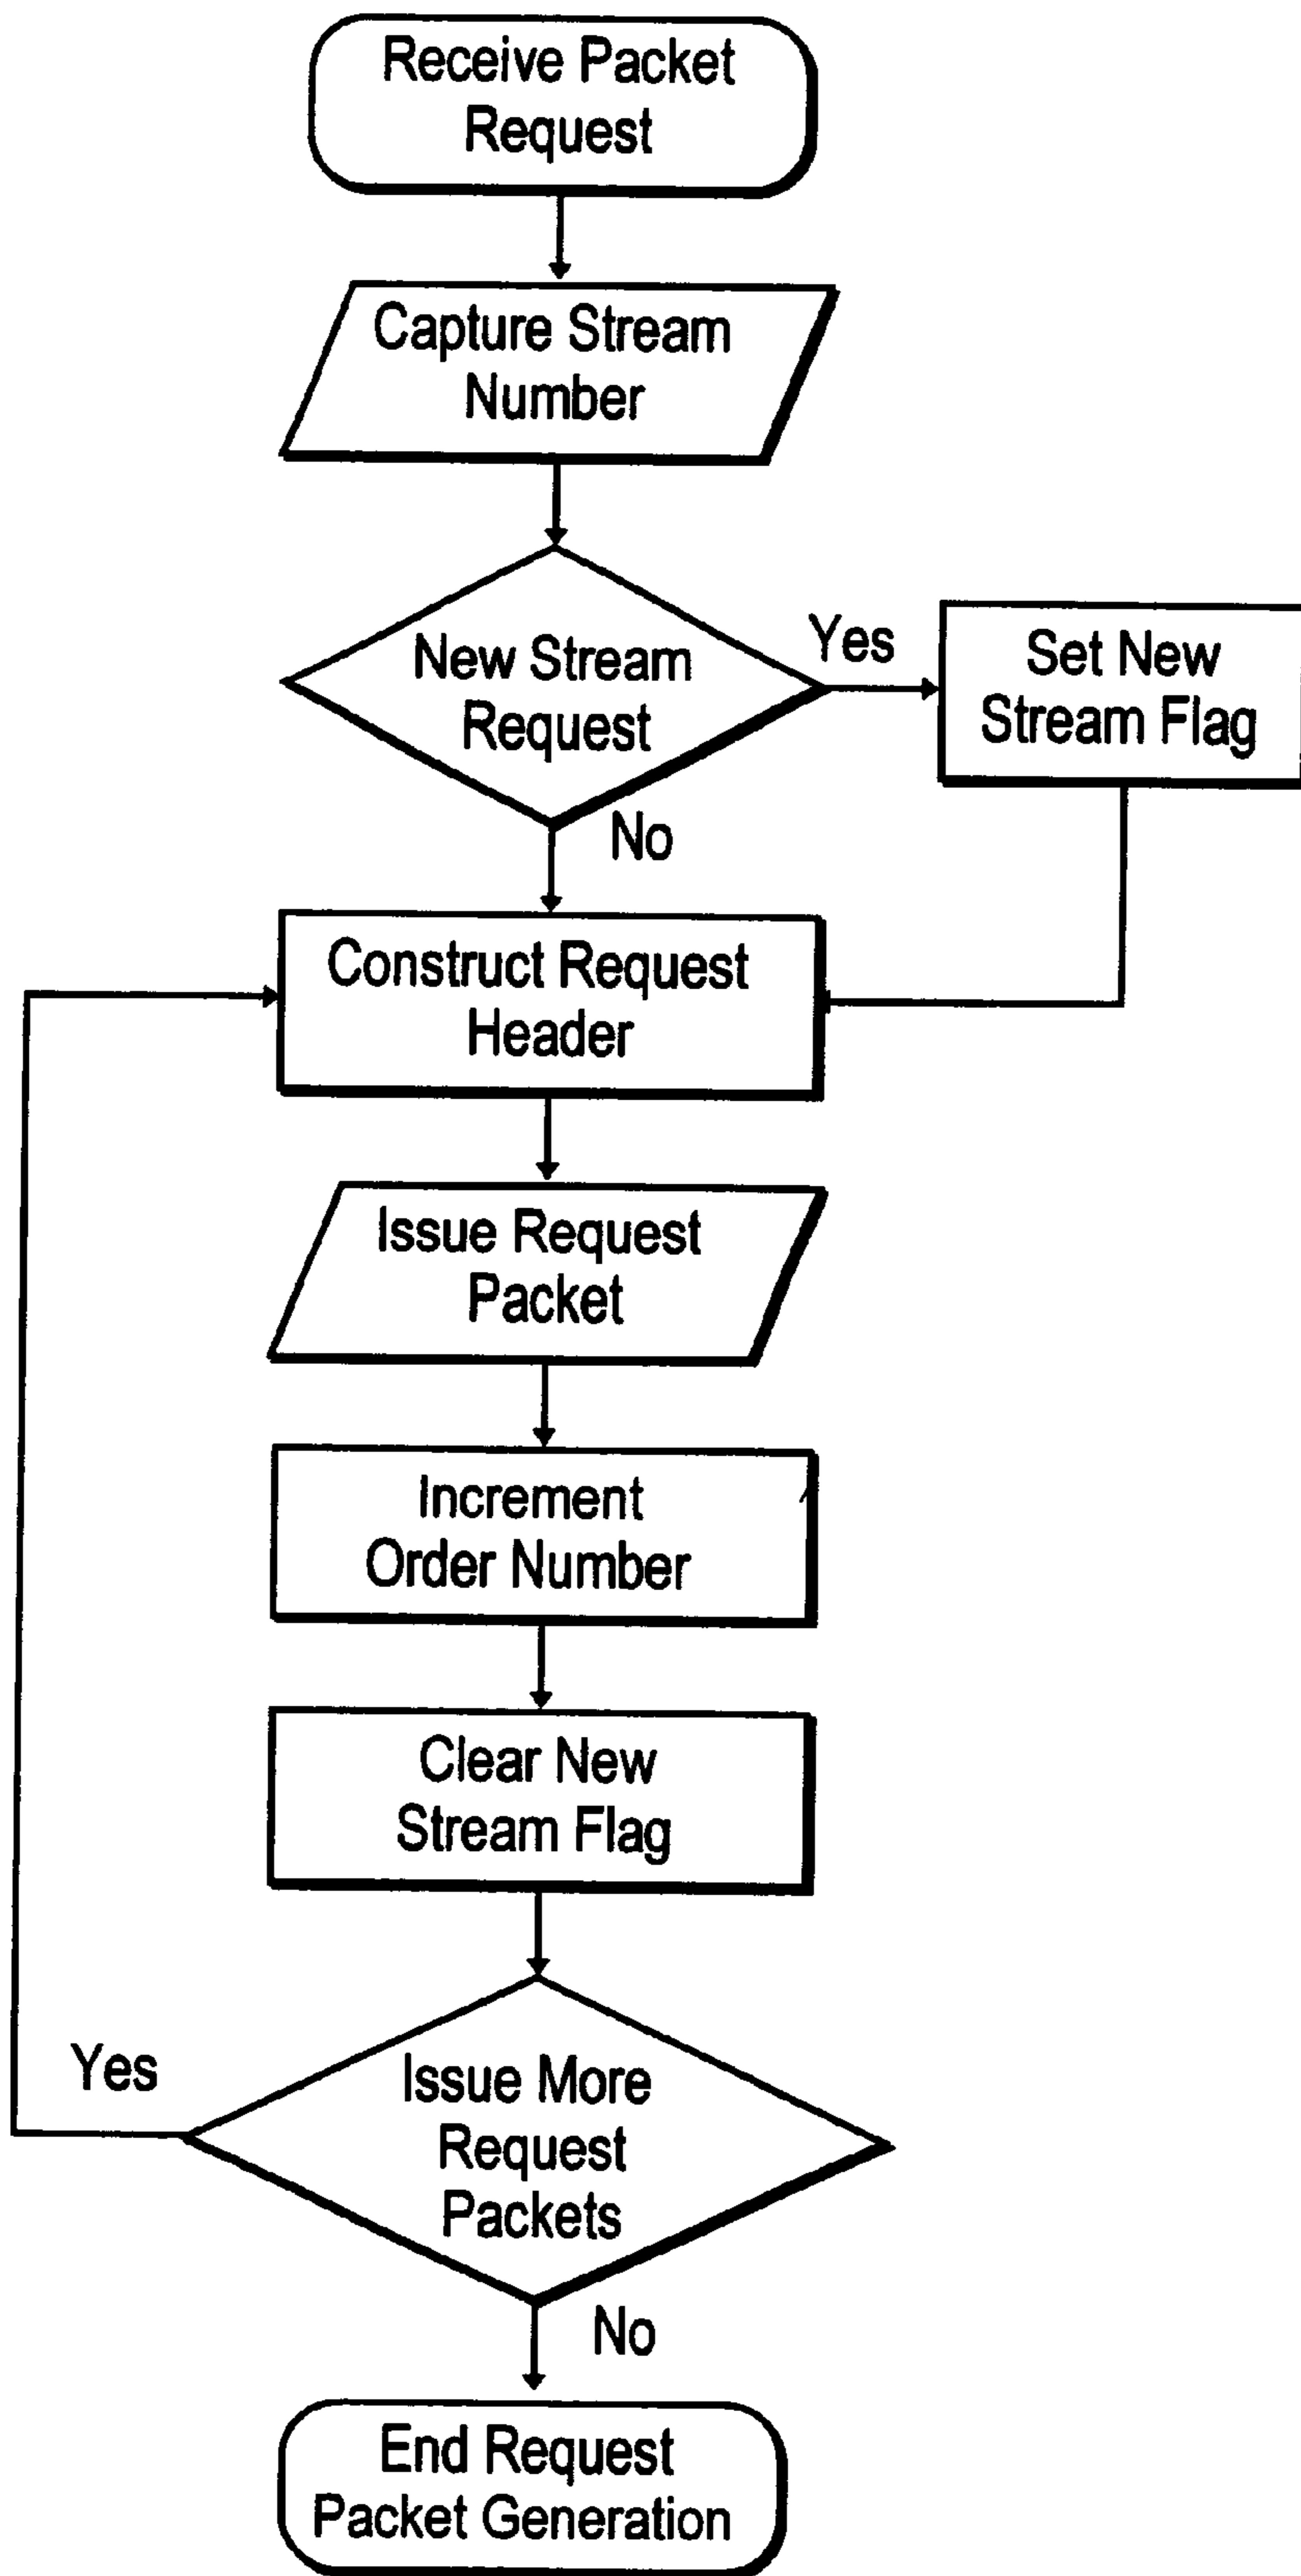 Receive Packet
Request
Capture Stream
Number
New Stream
Request
Yes
Set New
Stream Flag
No
Construct Request
Header
Issue Request
Packet
Increment
Order Number
Clear New
Stream Flag
Yes
Issue More
Request
Packets
No
End Request
Packet Generation